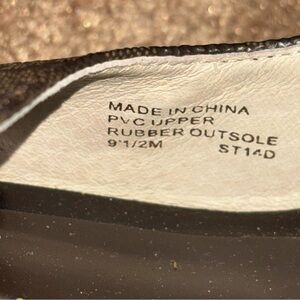 MADE IN CHINA
PVC UPPER
RUBBER OUTSOLE
9 1/2M ST14D